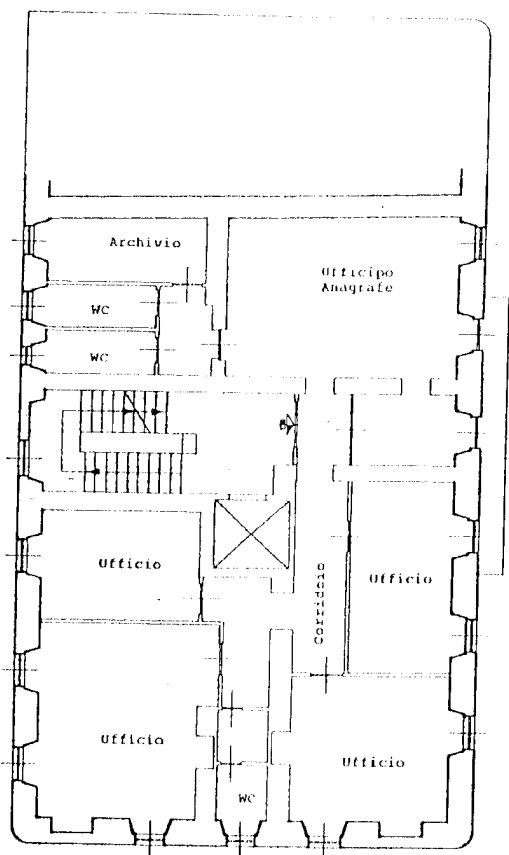 Archivio
Ufficipo
Anagrafe
WC
WC
Ufficio
Ufficio
Corridoio
Ufficio
Ufficio
WC